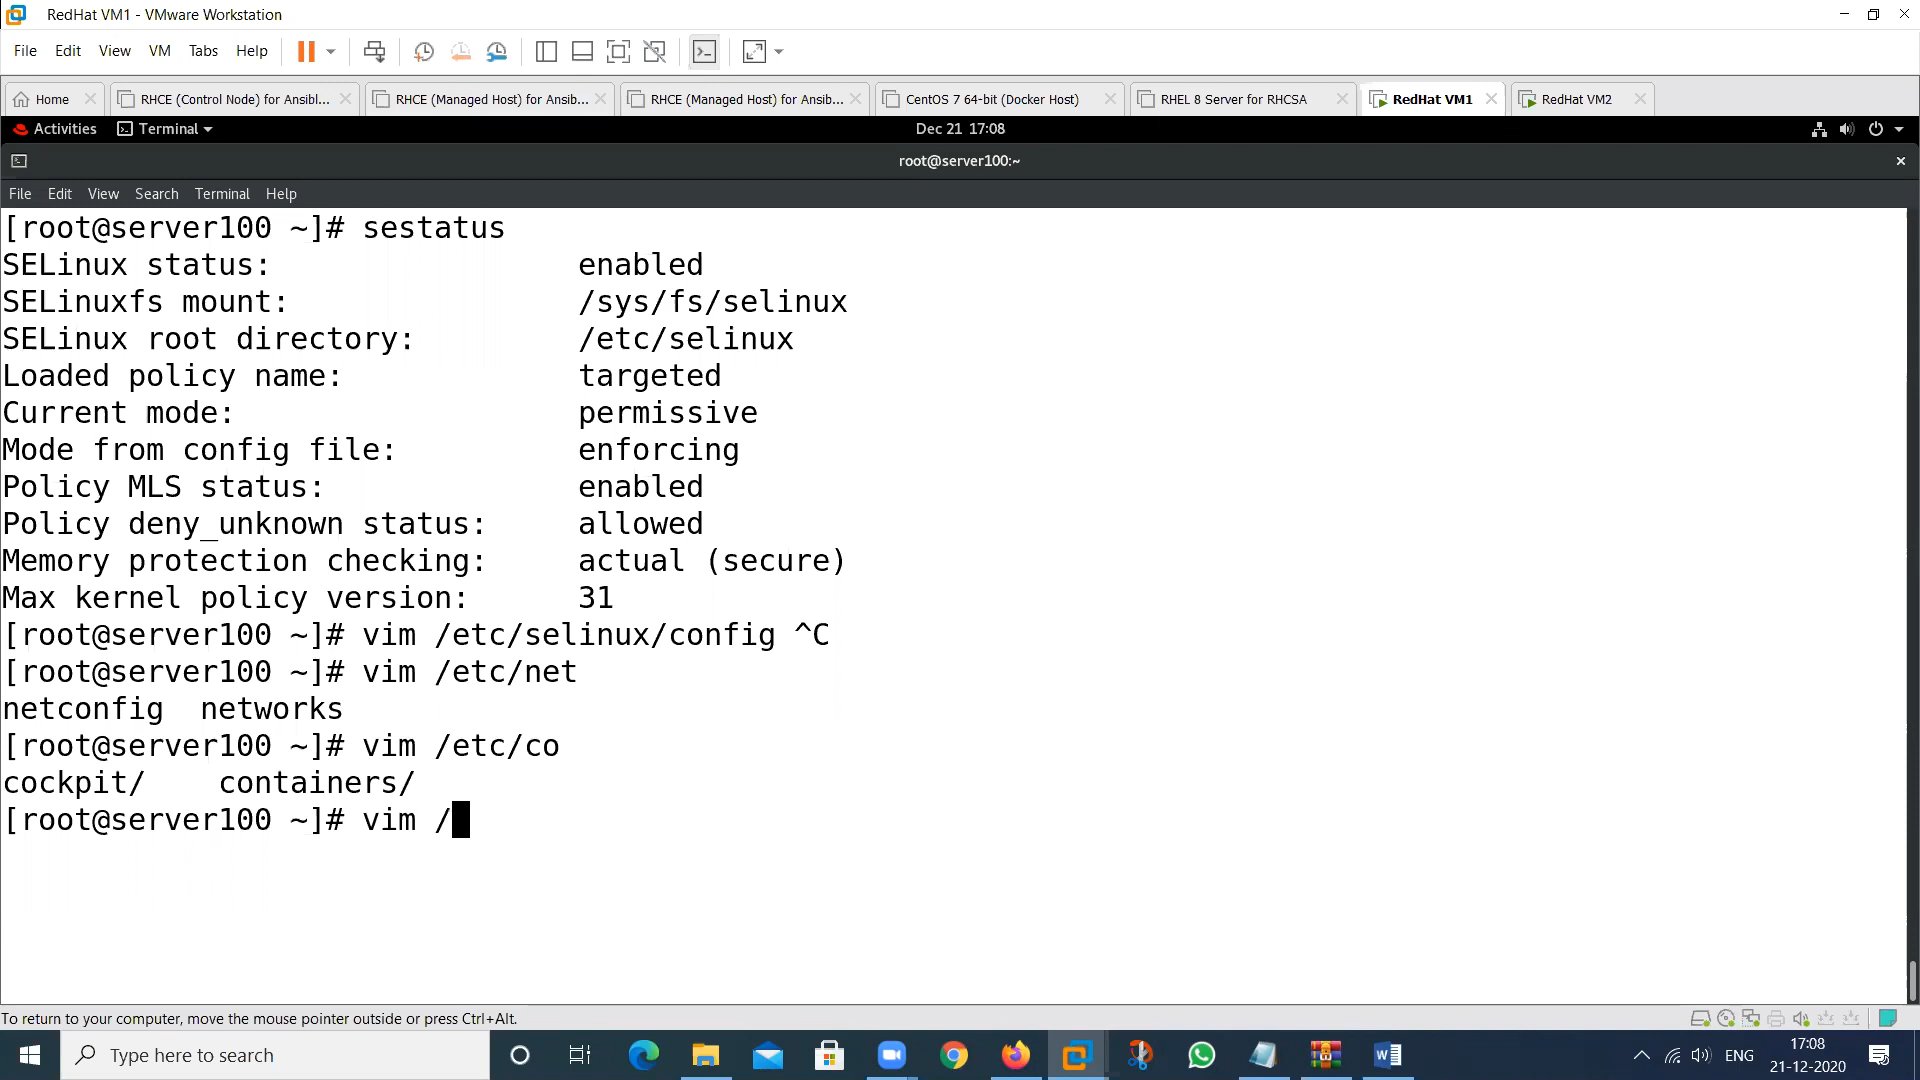 RedHat VM1 - VMware Workstation
File Edit View VM Tabs Help
Home RHCE (Control Node) for Ansibl... RHCE (Managed Host) for Ansib... RHCE (Managed Host) for Ansib... CentOS 7 64-bit (Docker Host) RHEL 8 Server for RHCSA RedHat VM1 RedHat VM2
Activities Terminal Dec 21 17:08
root@server100:~
File Edit View Search Terminal Help
[root@server100 ~]# sestatus
SELinux status: enabled
SELinuxfs mount: /sys/fs/selinux
SELinux root directory: /etc/selinux
Loaded policy name: targeted
Current mode: permissive
Mode from config file: enforcing
Policy MLS status: enabled
Policy deny_unknown status: allowed
Memory protection checking: actual (secure)
Max kernel policy version: 31
[root@server100 ~]# vim /etc/selinux/config ^C
[root@server100 ~]# vim /etc/net
netconfig networks
[root@server100 ~]# vim /etc/co
cockpit/ containers/
[root@server100 ~]# vim /
To return to your computer, move the mouse pointer outside or press Ctrl+Alt.
Type here to search ENG 17:08
21-12-2020